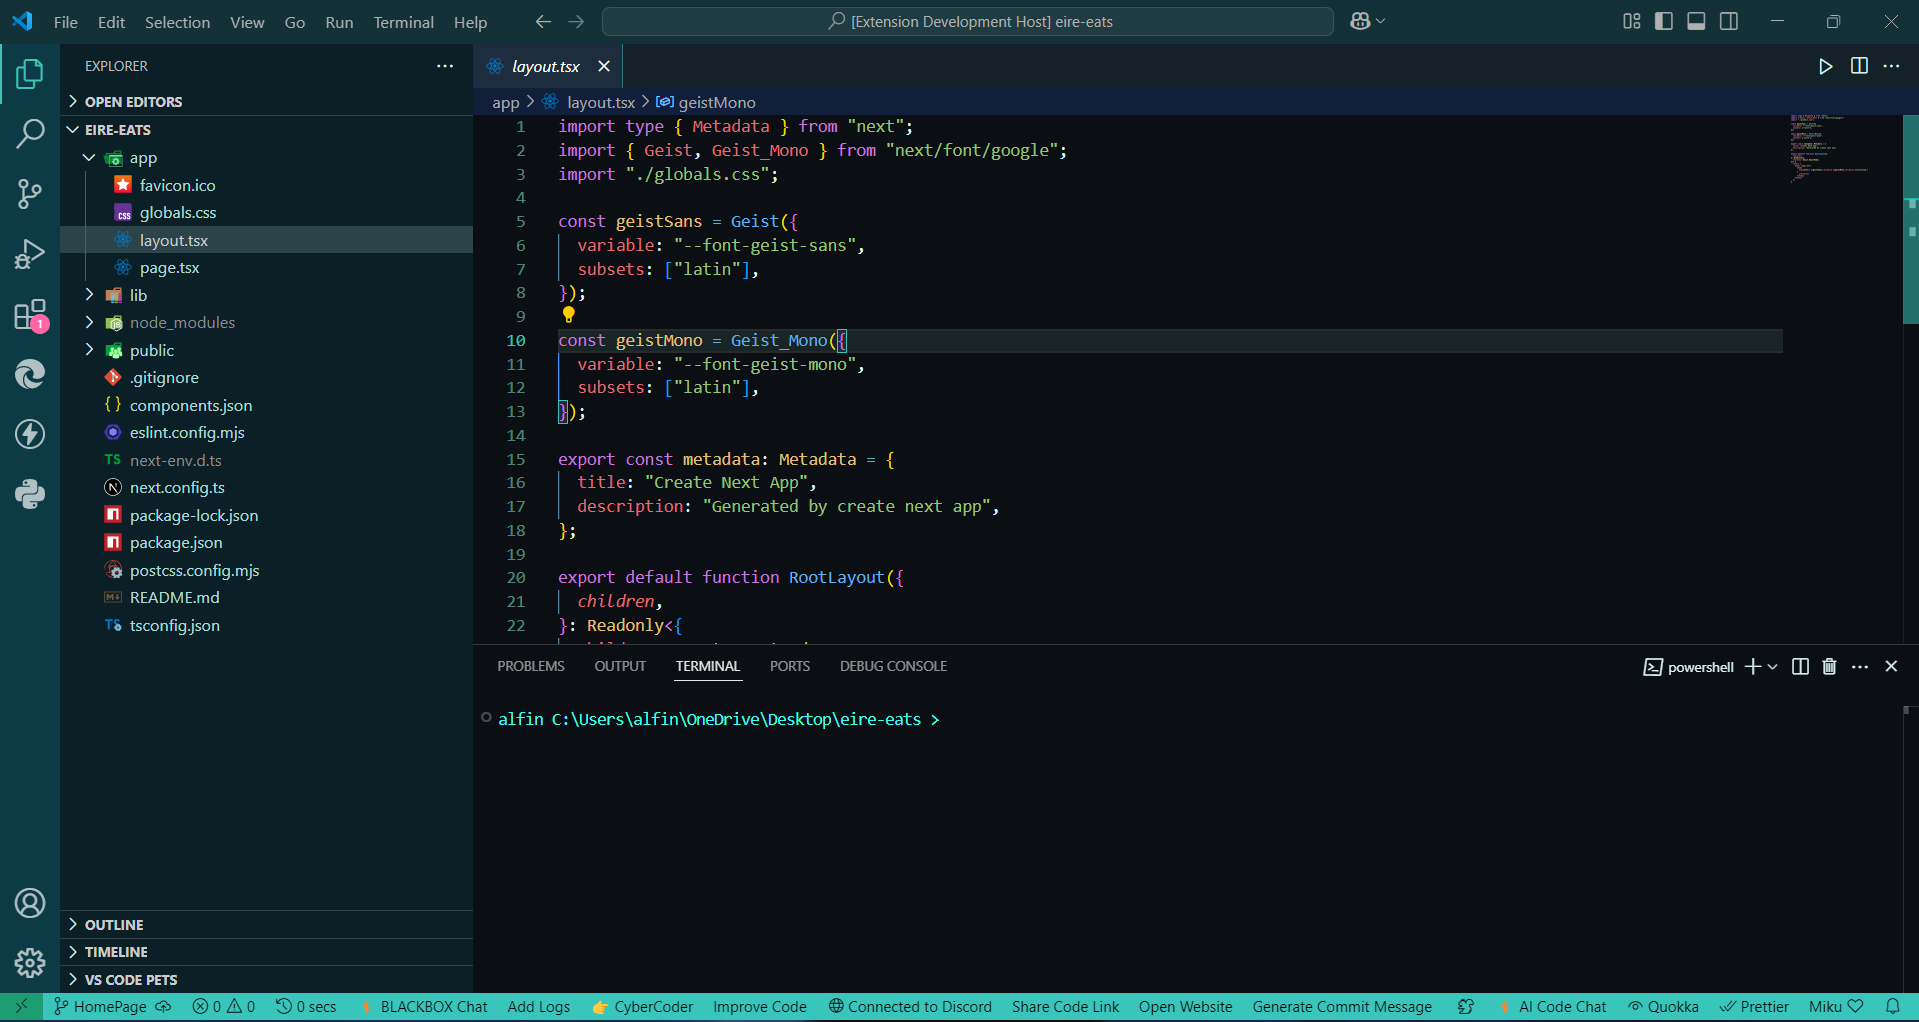 File Edit Selection View Go Run Terminal Help
[Extension Development Host] eire-eats
EXPLORER
OPEN EDITORS
EIRE-EATS
app
favicon.ico
globals.css
layout.tsx
page.tsx
lib
node_modules
public
.gitignore
components.json
eslint.config.mjs
TS next-env.d.ts
next.config.ts
package-lock.json
package.json
postcss.config.mjs
README.md
TS tsconfig.json
OUTLINE
TIMELINE
VS CODE PETS
1
layout.tsx
app > layout.tsx > geistMono
1 import type { Metadata } from "next";
2 import { Geist, Geist_Mono } from "next/font/google";
3 import "./globals.css";
4
5 const geistSans = Geist({
6 variable: "--font-geist-sans",
7 subsets: ["latin"],
8 });
9
10 const geistMono = Geist_Mono({
11 variable: "--font-geist-mono",
12 subsets: ["latin"],
13 });
14
15 export const metadata: Metadata = {
16 title: "Create Next App",
17 description: "Generated by create next app",
18 };
19
20 export default function RootLayout({
21 children,
22 }: Readonly<{
PROBLEMS OUTPUT TERMINAL PORTS DEBUG CONSOLE
powershell
alfin C:\Users\alfin\OneDrive\Desktop\eire-eats >
HomePage 0 0 0 secs BLACKBOX Chat Add Logs CyberCoder Improve Code Connected to Discord Share Code Link Open Website Generate Commit Message AI Code Chat Quokka Prettier Miku